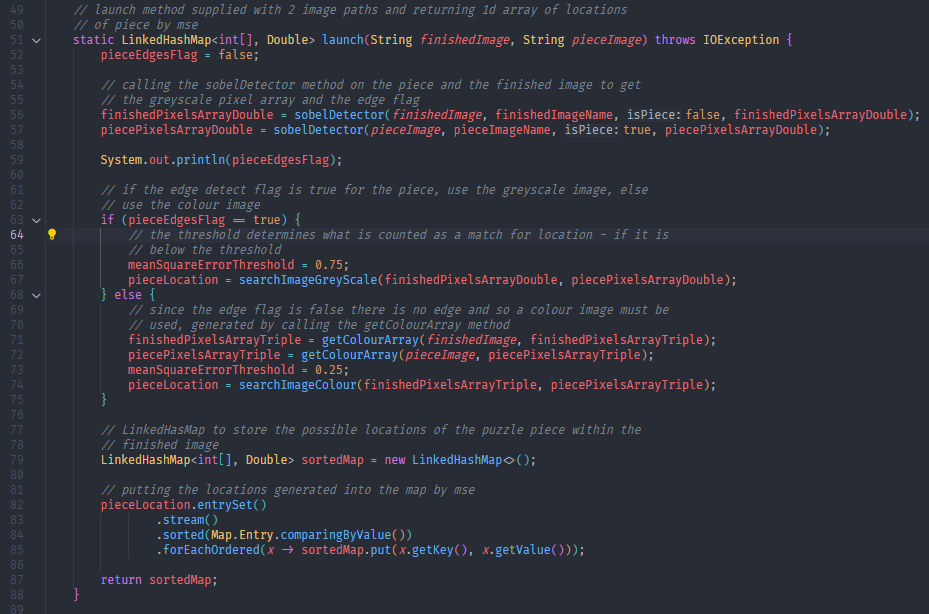 49 // launch method supplied with 2 image paths and returning 1d array of locations
50 // of piece by mse
51 static LinkedHashMap<int[], Double> launch(String finishedImage, String pieceImage) throws IOException {
52 pieceEdgesFlag = false;
53
54 // calling the sobelDetector method on the piece and the finished image to get
55 // the greyscale pixel array and the edge flag
56 finishedPixelsArrayDouble = sobelDetector(finishedImage, finishedImageName, isPiece: false, finishedPixelsArrayDouble);
57 piecePixelsArrayDouble = sobelDetector(pieceImage, pieceImageName, isPiece: true, piecePixelsArrayDouble);
58
59 System.out.println(pieceEdgesFlag);
60
61 // if the edge detect flag is true for the piece, use the greyscale image, else
62 // use the colour image
63 if (pieceEdgesFlag == true) {
64 // the threshold determines what is counted as a match for location - if it is
65 // below the threshold
66 meanSquareErrorThreshold = 0.75;
67 pieceLocation = searchImageGreyScale(finishedPixelsArrayDouble, piecePixelsArrayDouble);
68 } else {
69 // since the edge flag is false there is no edge and so a colour image must be
70 // used, generated by calling the getColourArray method
71 finishedPixelsArrayTriple = getColourArray(finishedImage, finishedPixelsArrayTriple);
72 piecePixelsArrayTriple = getColourArray(pieceImage, piecePixelsArrayTriple);
73 meanSquareErrorThreshold = 0.25;
74 pieceLocation = searchImageColour(finishedPixelsArrayTriple, piecePixelsArrayTriple);
75 }
76
77 // LinkedHasMap to store the possible locations of the puzzle piece within the
78 // finished image
79 LinkedHashMap<int[], Double> sortedMap = new LinkedHashMap<>();
80
81 // putting the locations generated into the map by mse
82 pieceLocation.entrySet()
83 .stream()
84 .sorted(Map.Entry.comparingByValue())
85 .forEachOrdered(x -> sortedMap.put(x.getKey(), x.getValue()));
86
87 return sortedMap;
88 }
89